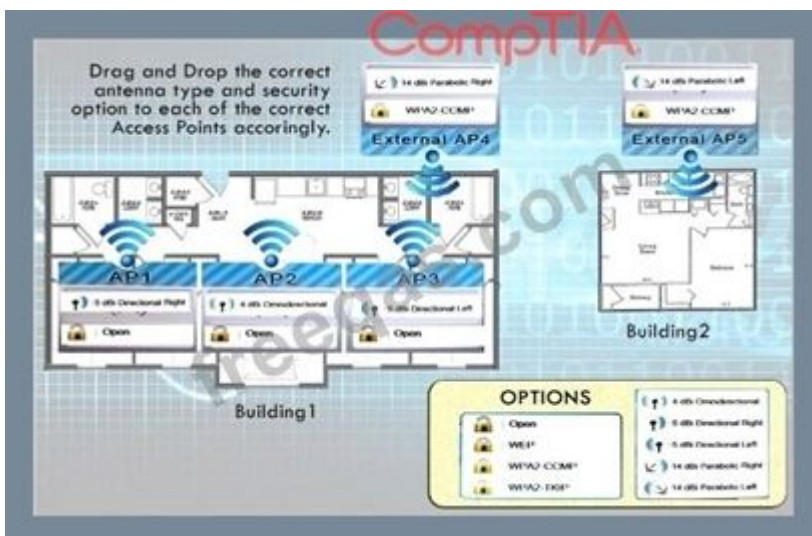 CompTIA
Drag and Drop the correct
antenna type and security
option to each of the correct
Access Points accoringly.
14 dBi Parabolic Right
WPA2-CCMP
External AP4
14 dBi Parabolic Left
WPA2-CCMP
External AP5
AP1
5 dBi Directional Right
Open
AP2
4 dBi Omnidirectional
Open
AP3
5 dBi Directional Left
Open
Building1
Building2
OPTIONS
Open
WEP
WPA2-CCMP
WPA2-TKIP
4 dBi Omnidirectional
5 dBi Directional Right
5 dBi Directional Left
14 dBi Parabolic Right
14 dBi Parabolic Left
freeqas.com